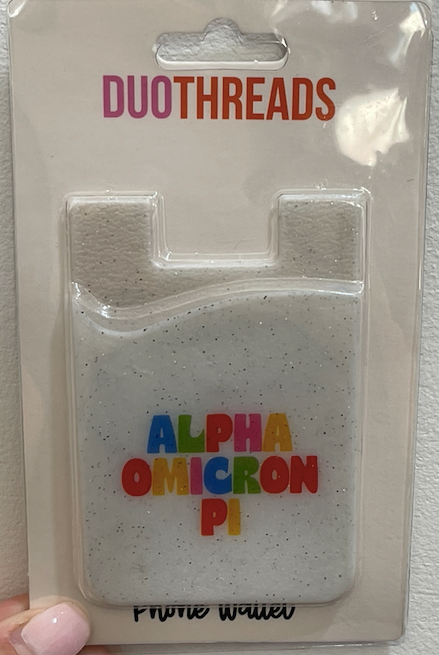 DUOTHREADS
ALPHA
OMICRON
PI
Phone Wallet